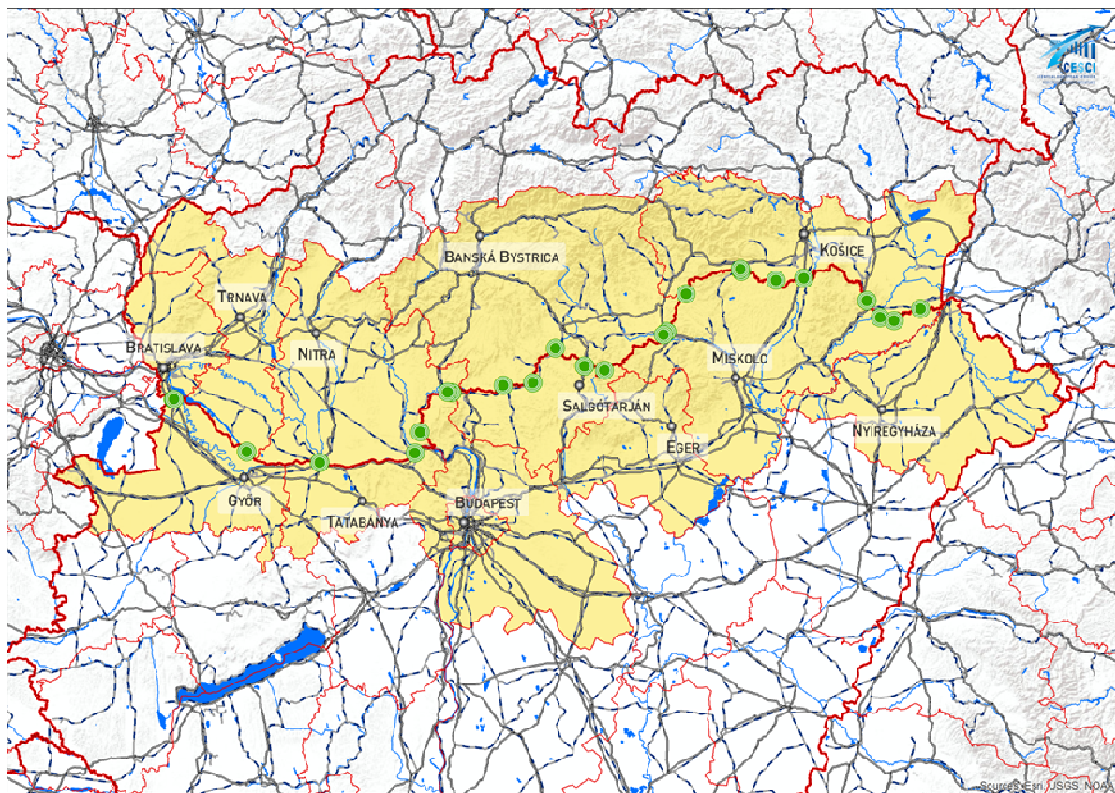 CESCI
KOŠICE
BANSKÁ BYSTRICA
TRNAVA
BRATISLAVA
NITRA
MISKOLC
SALGÓTARJÁN
NYÍREGYHÁZA
EGER
GYŐR
BUDAPEST
TATABÁNYA
Sources: Esri, USGS, NOAA